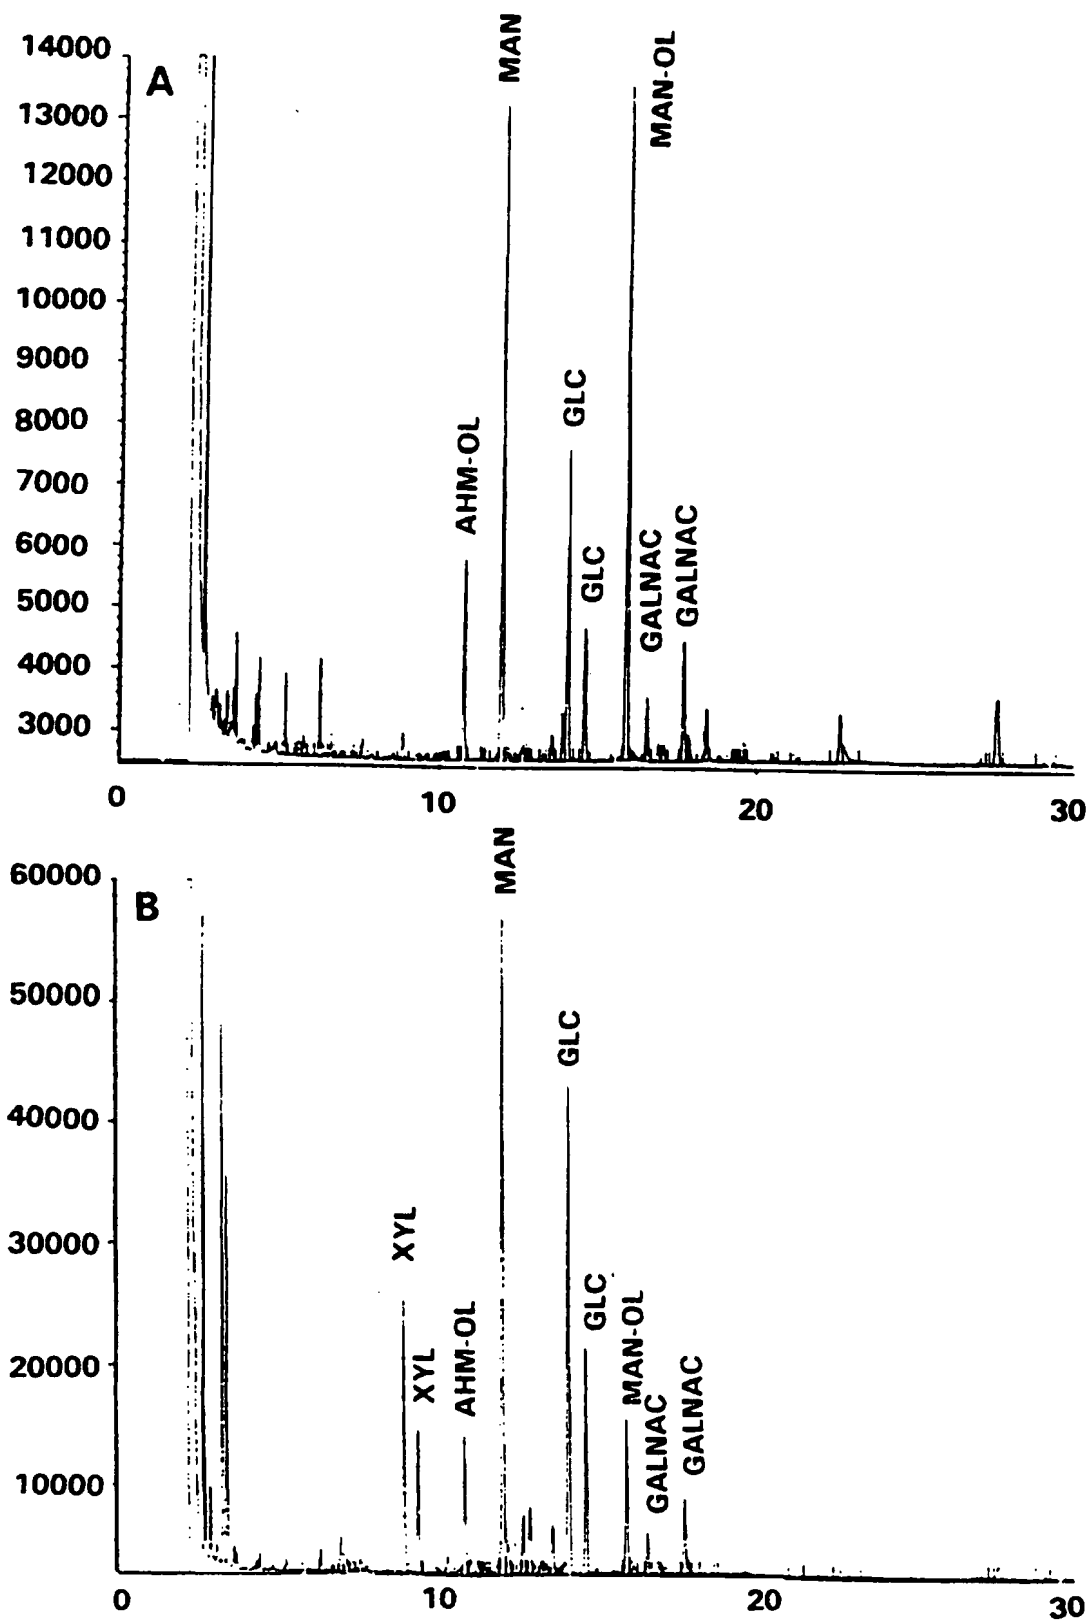 14000
A
MAN
MAN-OL
13000
12000
11000
10000
9000
8000
GLC
7000
AHM-OL
6000
GLC
GALNAC
GALNAC
5000
4000
3000
0 10 20 30
60000
B
MAN
50000
GLC
40000
30000
XYL
GLC
MAN-OL
20000
XYL
AHM-OL
GALNAC
GALNAC
10000
0 10 20 30